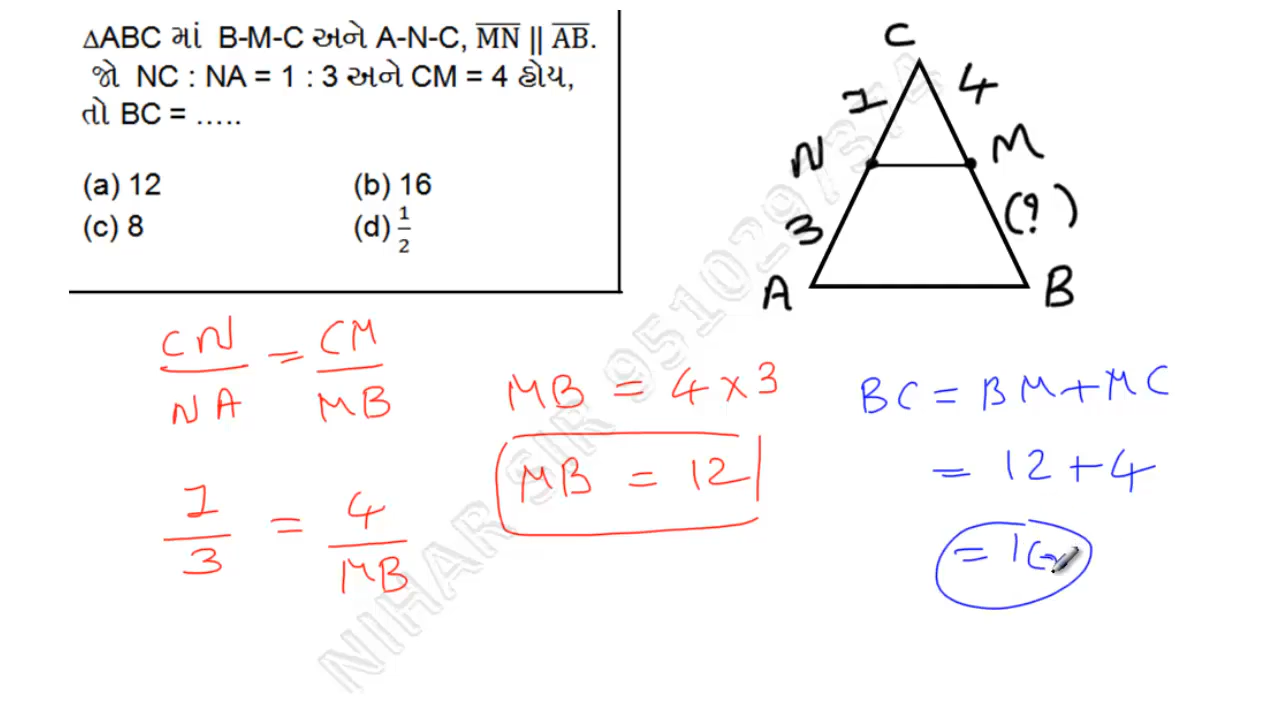 ΔABC માં B-M-C અને A-N-C, M̅N̅ || A̅B̅.
જો NC : NA = 1 : 3 અને CM = 4 હોય,
તો BC = .....
(a) 12 (b) 16
(c) 8 (d) 1/2
C
1 4
N M
3 (?)
A B
CN/NA = CM/MB
1/3 = 4/MB
MB = 4 × 3
MB = 12
BC = BM + MC
= 12 + 4
= 16
NIHAR SIR 9510297314